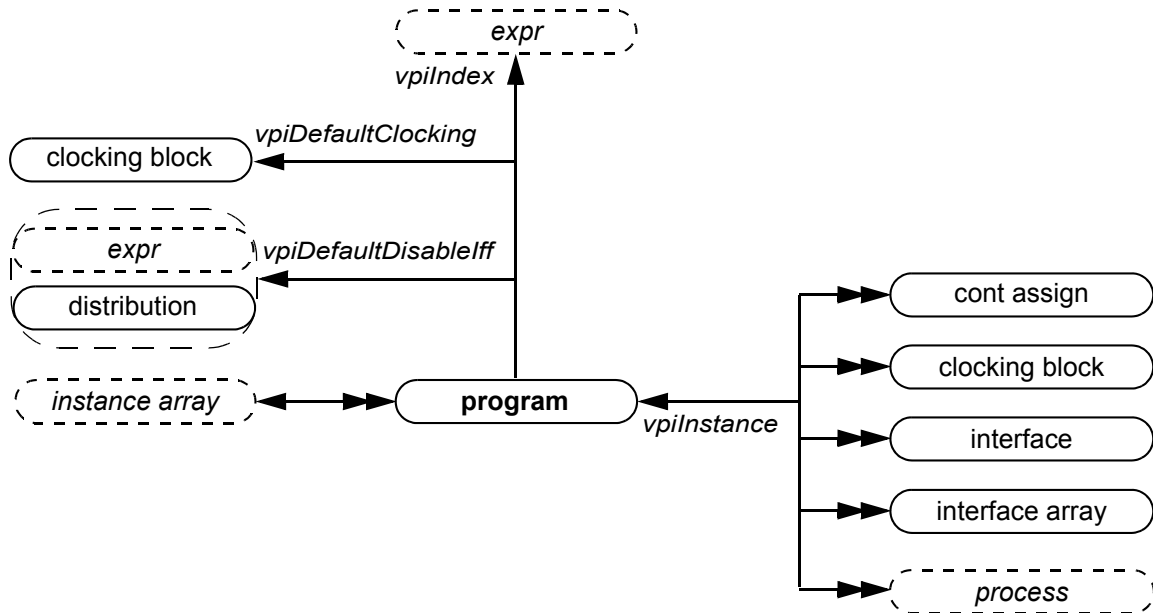 expr
vpiIndex
vpiDefaultClocking
clocking block
expr
vpiDefaultDisableIff
distribution
cont assign
clocking block
instance array
program
vpiInstance
interface
interface array
process